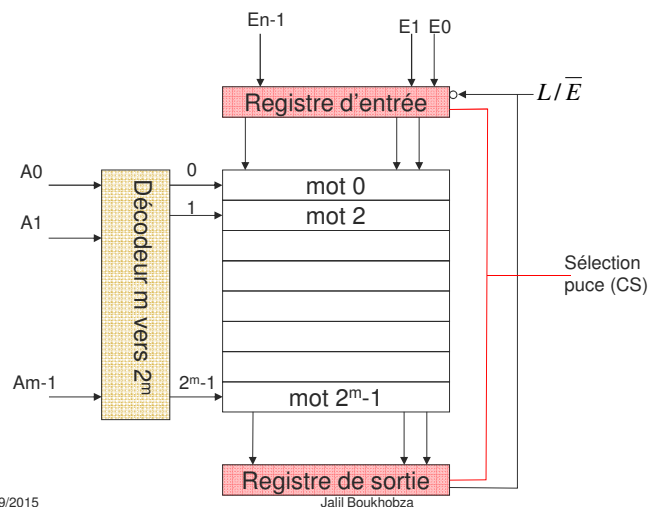 En-1
E1 E0
Registre d'entrée
L/E̅
A0
0
mot 0
A1
1
mot 2
Décodeur m vers 2ᵐ
Sélection
puce (CS)
Am-1
2ᵐ-1
mot 2ᵐ-1
Registre de sortie
9/2015
Jalil Boukhobza